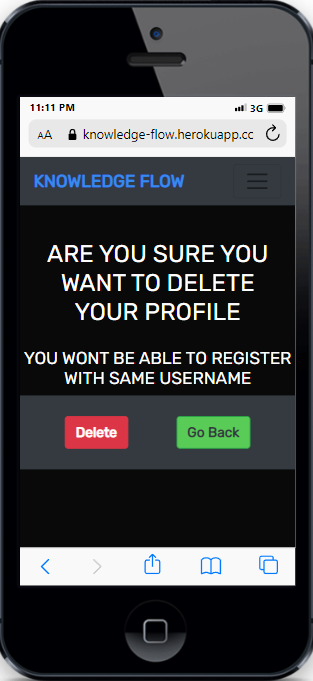 11:11 PM
3G
AA
knowledge-flow.herokuapp.cc
KNOWLEDGE FLOW
ARE YOU SURE YOU
WANT TO DELETE
YOUR PROFILE
YOU WONT BE ABLE TO REGISTER
WITH SAME USERNAME
Delete
Go Back